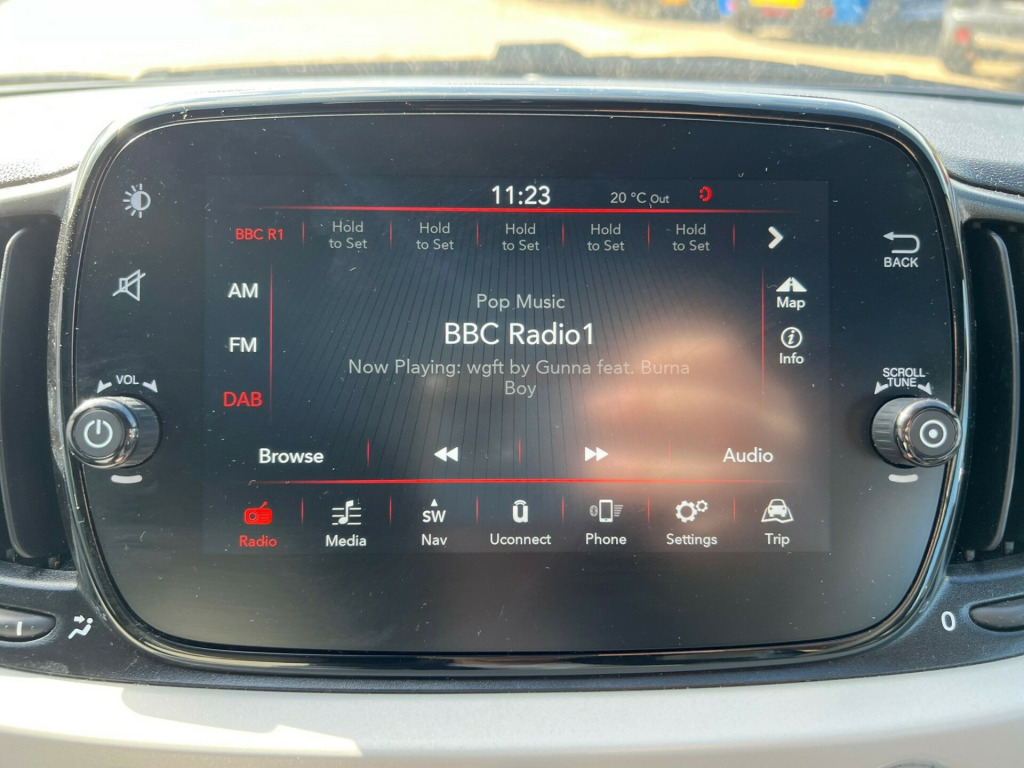 11:23
20 °C Out
BBC R1
Hold
to Set
Hold
to Set
Hold
to Set
Hold
to Set
Hold
to Set
BACK
AM
Pop Music
Map
BBC Radio1
FM
Info
Now Playing: wgft by Gunna feat. Burna
Boy
VOL
SCROLL
TUNE
DAB
Browse
Audio
Radio
Media
SW
Nav
Uconnect
Phone
Settings
Trip
0